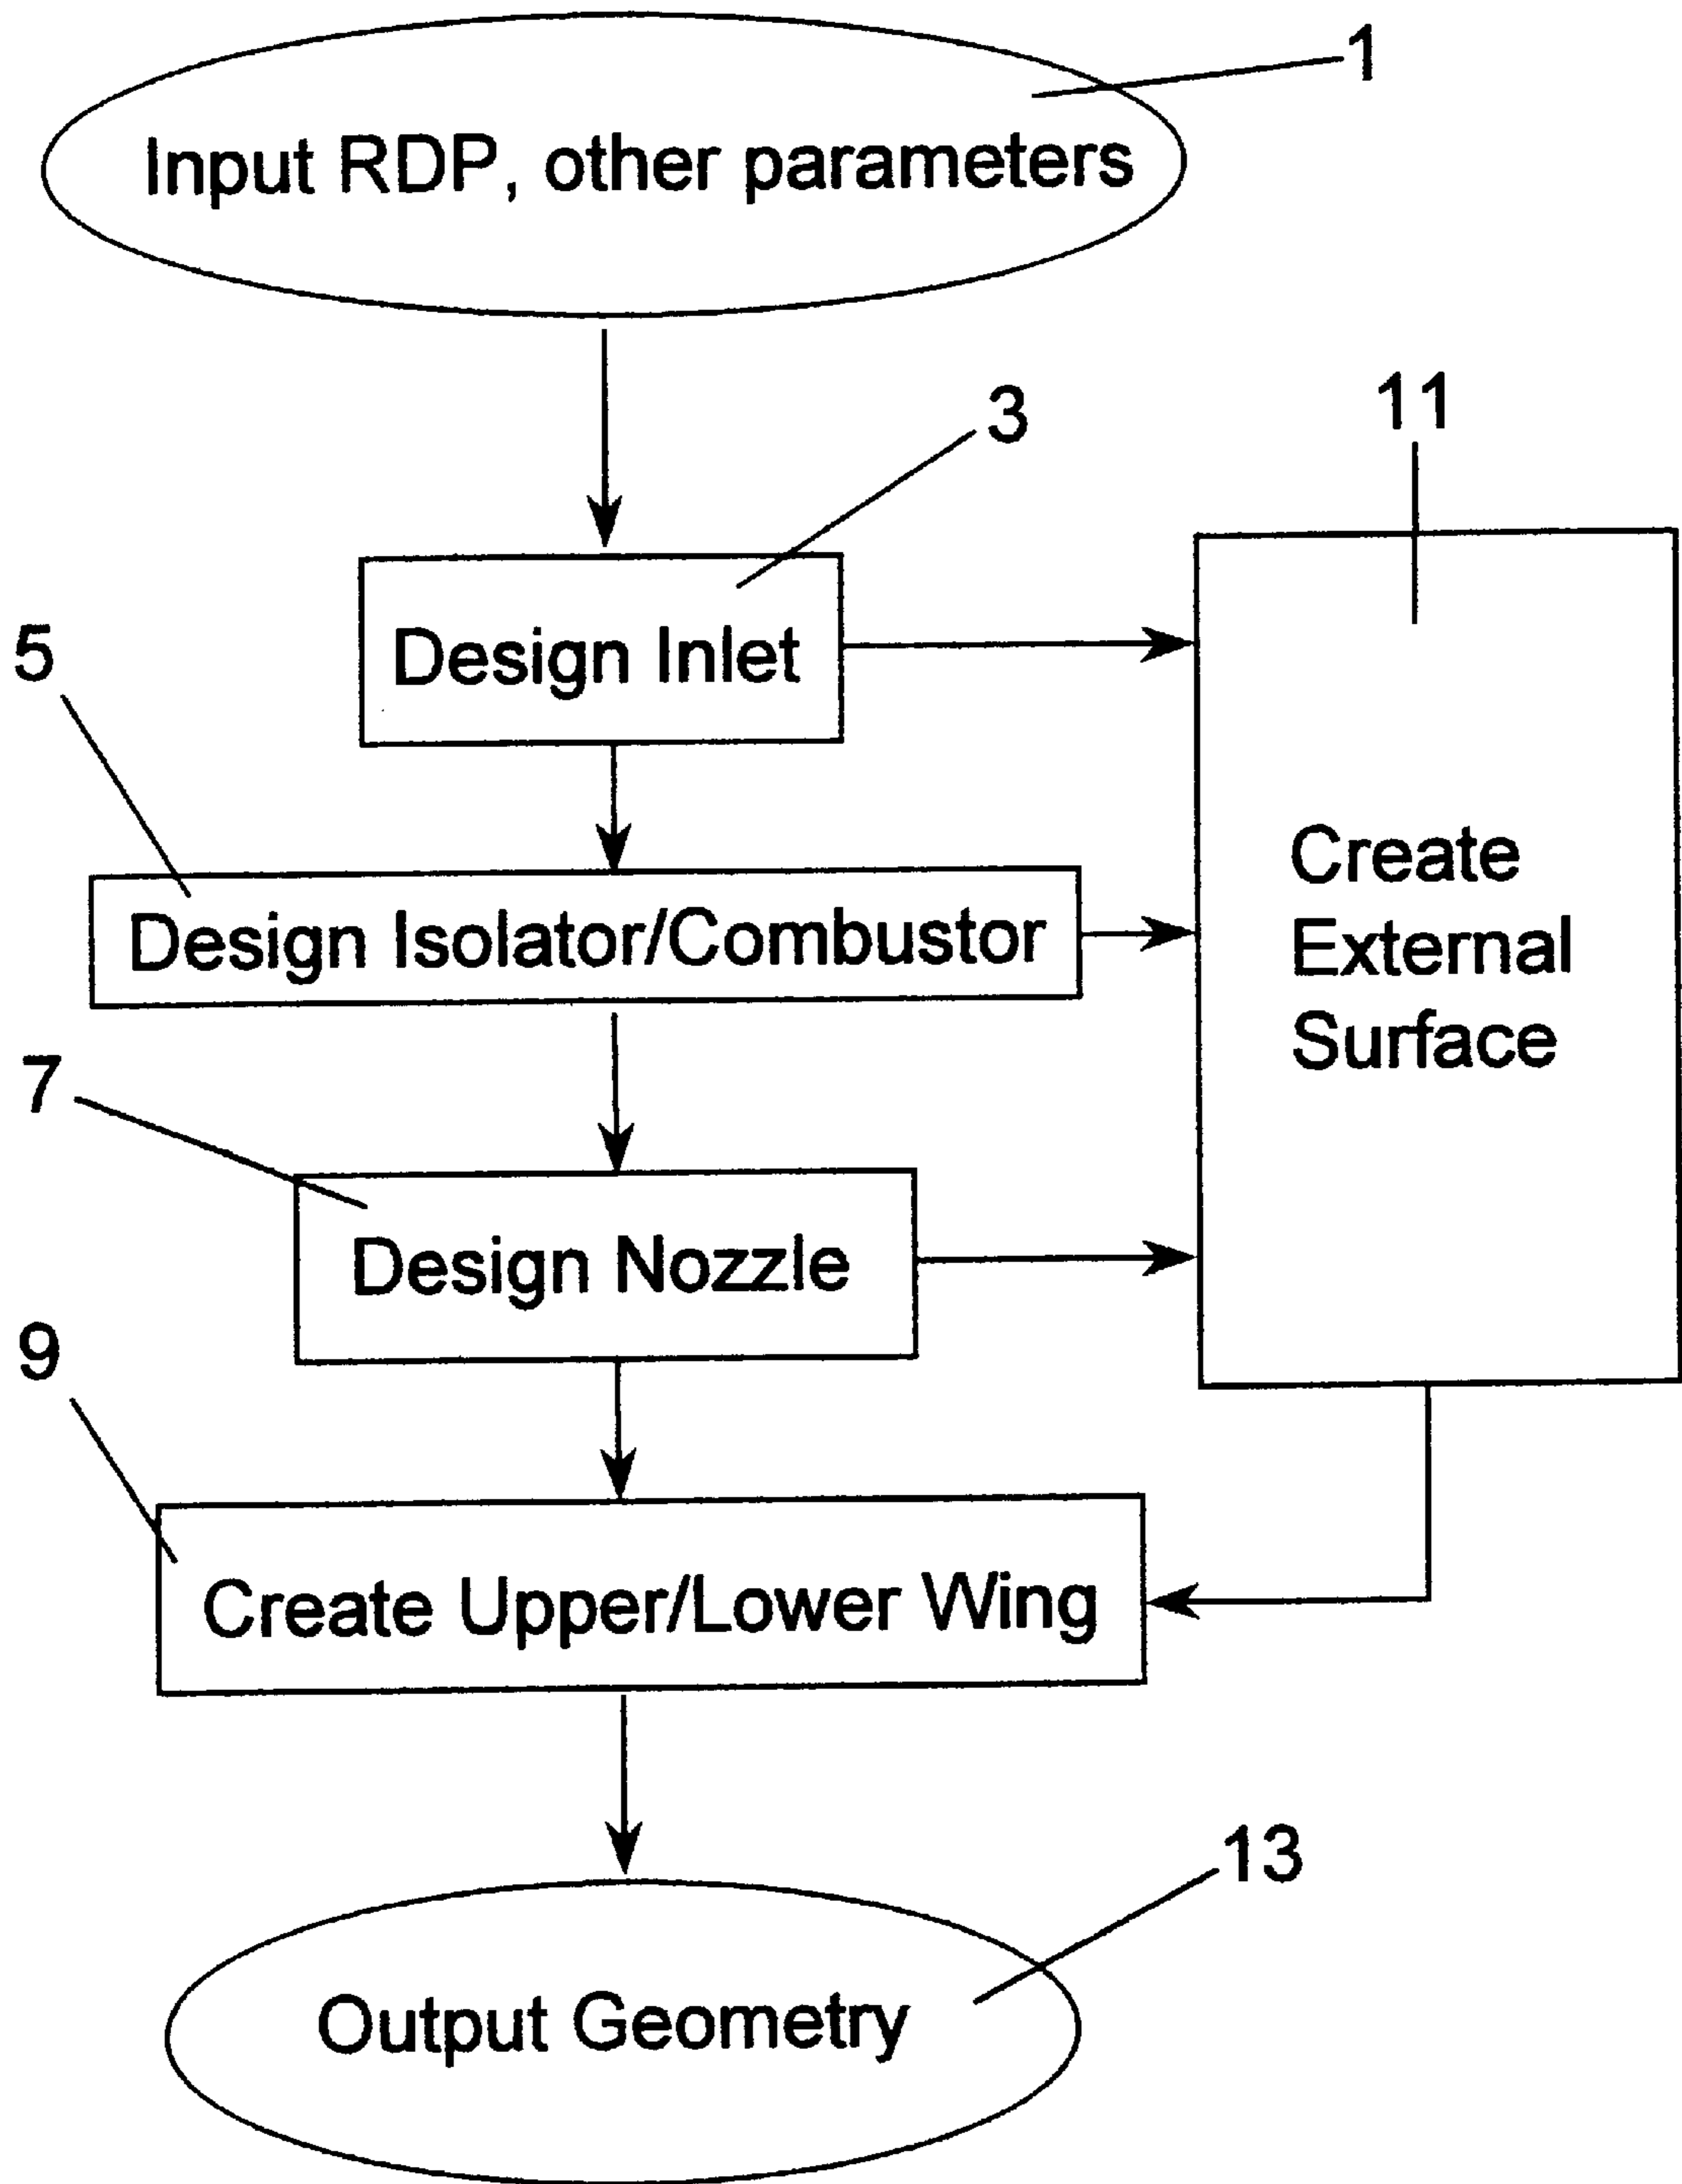 1
Input RDP, other parameters
3
11
Design Inlet
5
Create
External
Surface
Design Isolator/Combustor
7
Design Nozzle
9
Create Upper/Lower Wing
13
Output Geometry